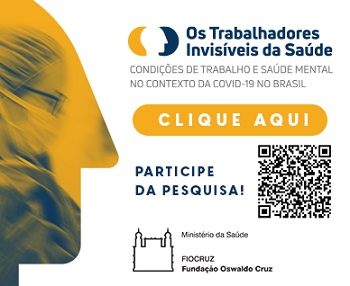 Os Trabalhadores
Invisíveis da Saúde
CONDIÇÕES DE TRABALHO E SAÚDE MENTAL
NO CONTEXTO DA COVID-19 NO BRASIL
CLIQUE AQUI
PARTICIPE
DA PESQUISA!
Ministério da Saúde
FIOCRUZ
Fundação Oswaldo Cruz